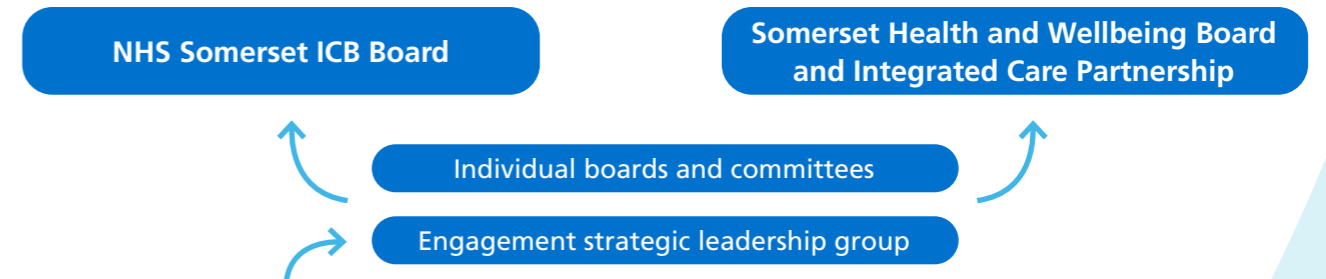 NHS Somerset ICB Board
Somerset Health and Wellbeing Board
and Integrated Care Partnership
Individual boards and committees
Engagement strategic leadership group